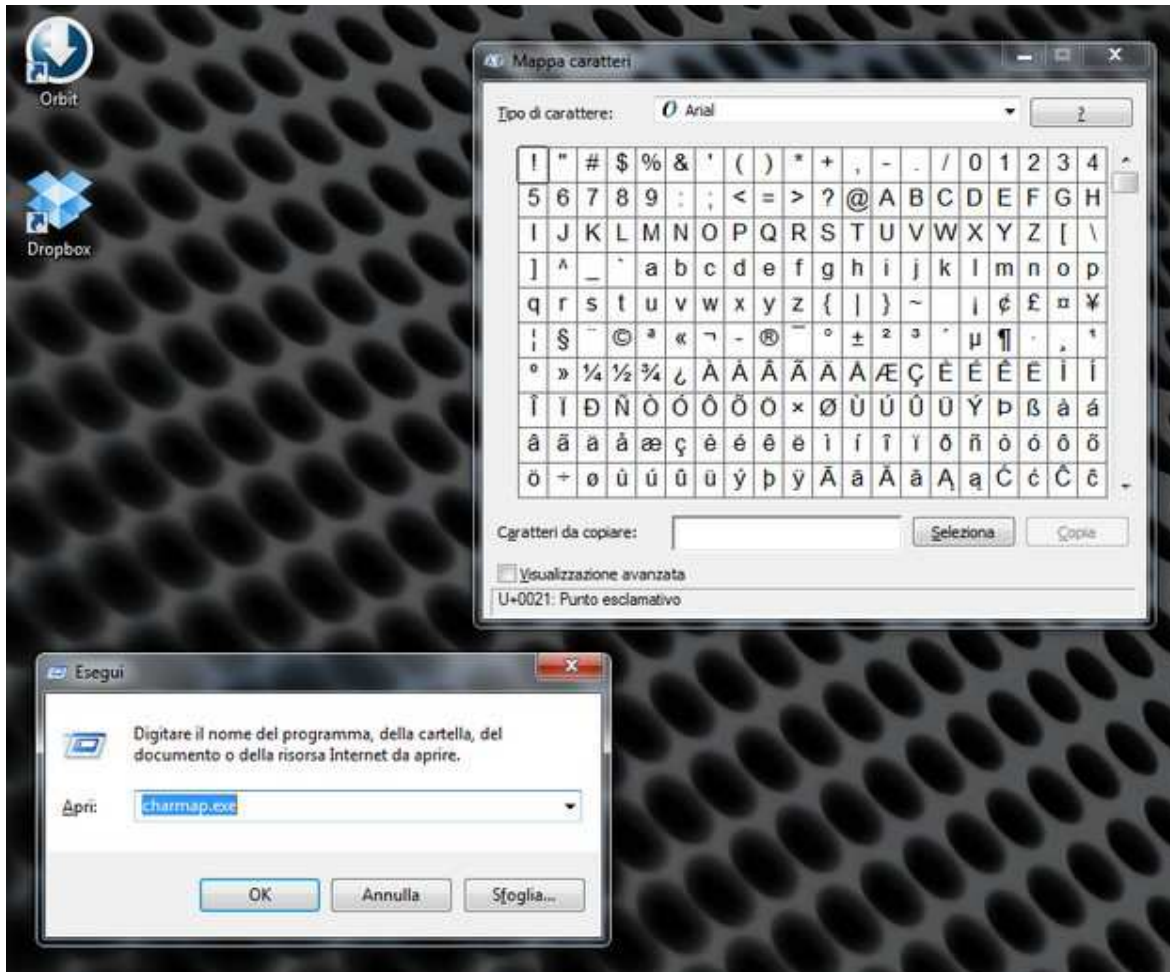 Orbit
Dropbox
Mappa caratteri
Tipo di carattere: O Arial ?
! " # $ % & ' ( ) * + , - . / 0 1 2 3 4
5 6 7 8 9 : ; < = > ? @ A B C D E F G H
I J K L M N O P Q R S T U V W X Y Z [ \
] ^ _ ` a b c d e f g h i j k l m n o p
q r s t u v w x y z { | } ~ ¡ ¢ £ ¤ ¥
¦ § ¨ © ª « ¬ - ® ¯ ° ± ² ³ ´ µ ¶ · ¸ ¹
º » ¼ ½ ¾ ¿ À Á Â Ã Ä Å Æ Ç È É Ê Ë Ì Í
Î Ï Ð Ñ Ò Ó Ô Õ Ö × Ø Ù Ú Û Ü Ý Þ ß à á
â ã ä å æ ç è é ê ë ì í î ï ð ñ ò ó ô õ
ö ÷ ø ù ú û ü ý þ ÿ Ā ā Ă ă Ą ą Ć ć Ĉ ĉ
Caratteri da copiare: Seleziona Copia
Visualizzazione avanzata
U+0021: Punto esclamativo
Esegui
Digitare il nome del programma, della cartella, del
documento o della risorsa Internet da aprire.
Apri: charmap.exe
OK Annulla Sfoglia...